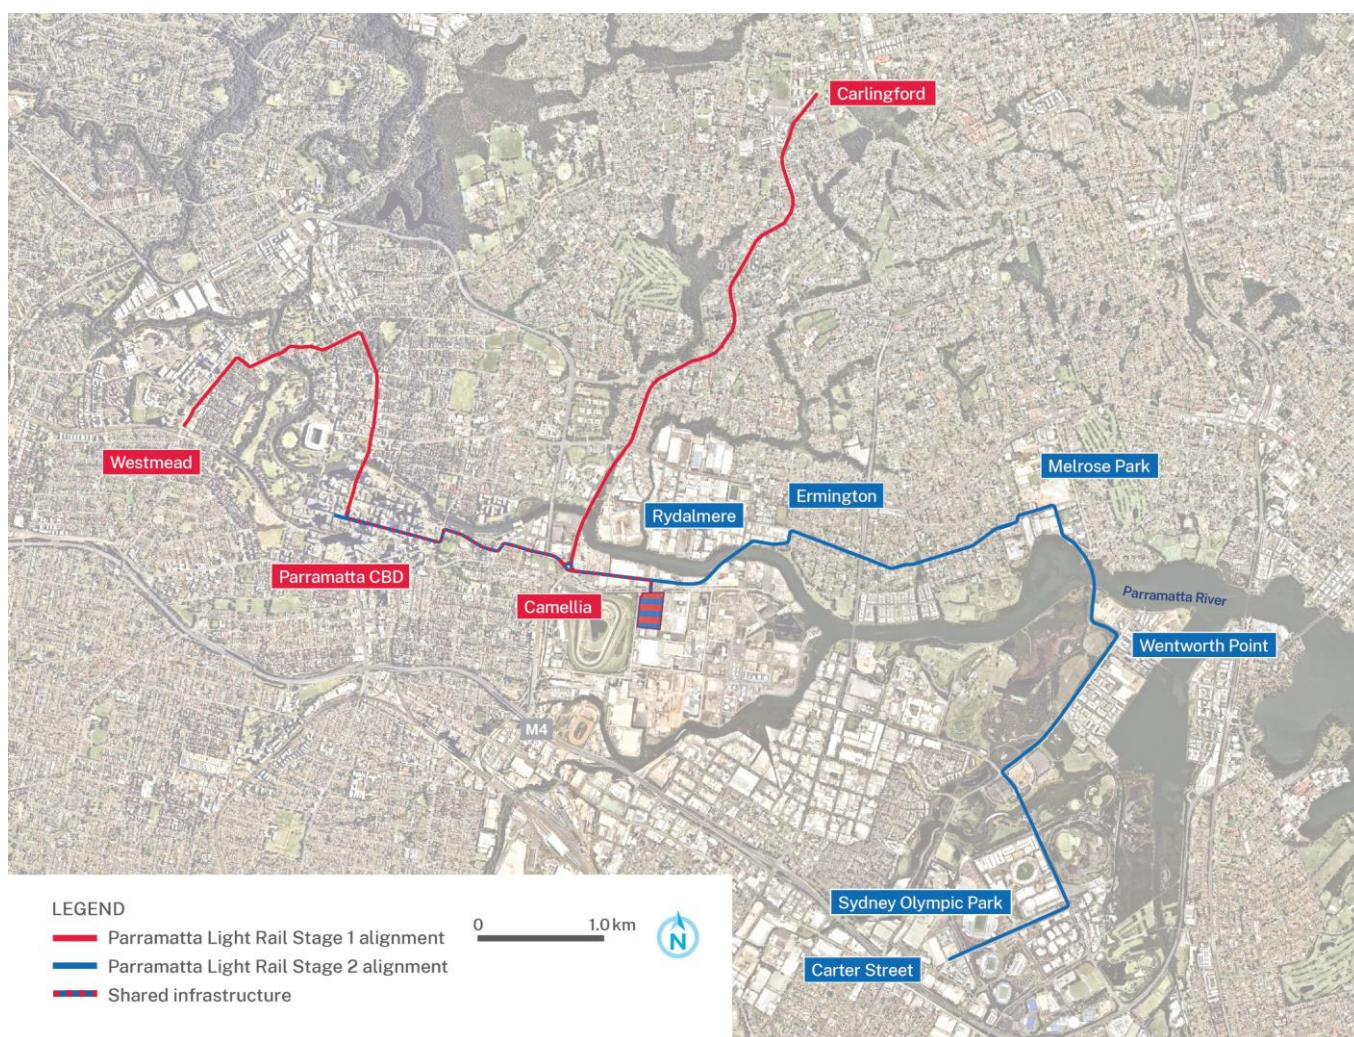 Carlingford
Westmead
Melrose Park
Ermington
Rydalmere
Parramatta CBD
Camellia
Parramatta River
Wentworth Point
M4
Sydney Olympic Park
Carter Street
LEGEND
Parramatta Light Rail Stage 1 alignment
Parramatta Light Rail Stage 2 alignment
Shared infrastructure
0 1.0 km
N